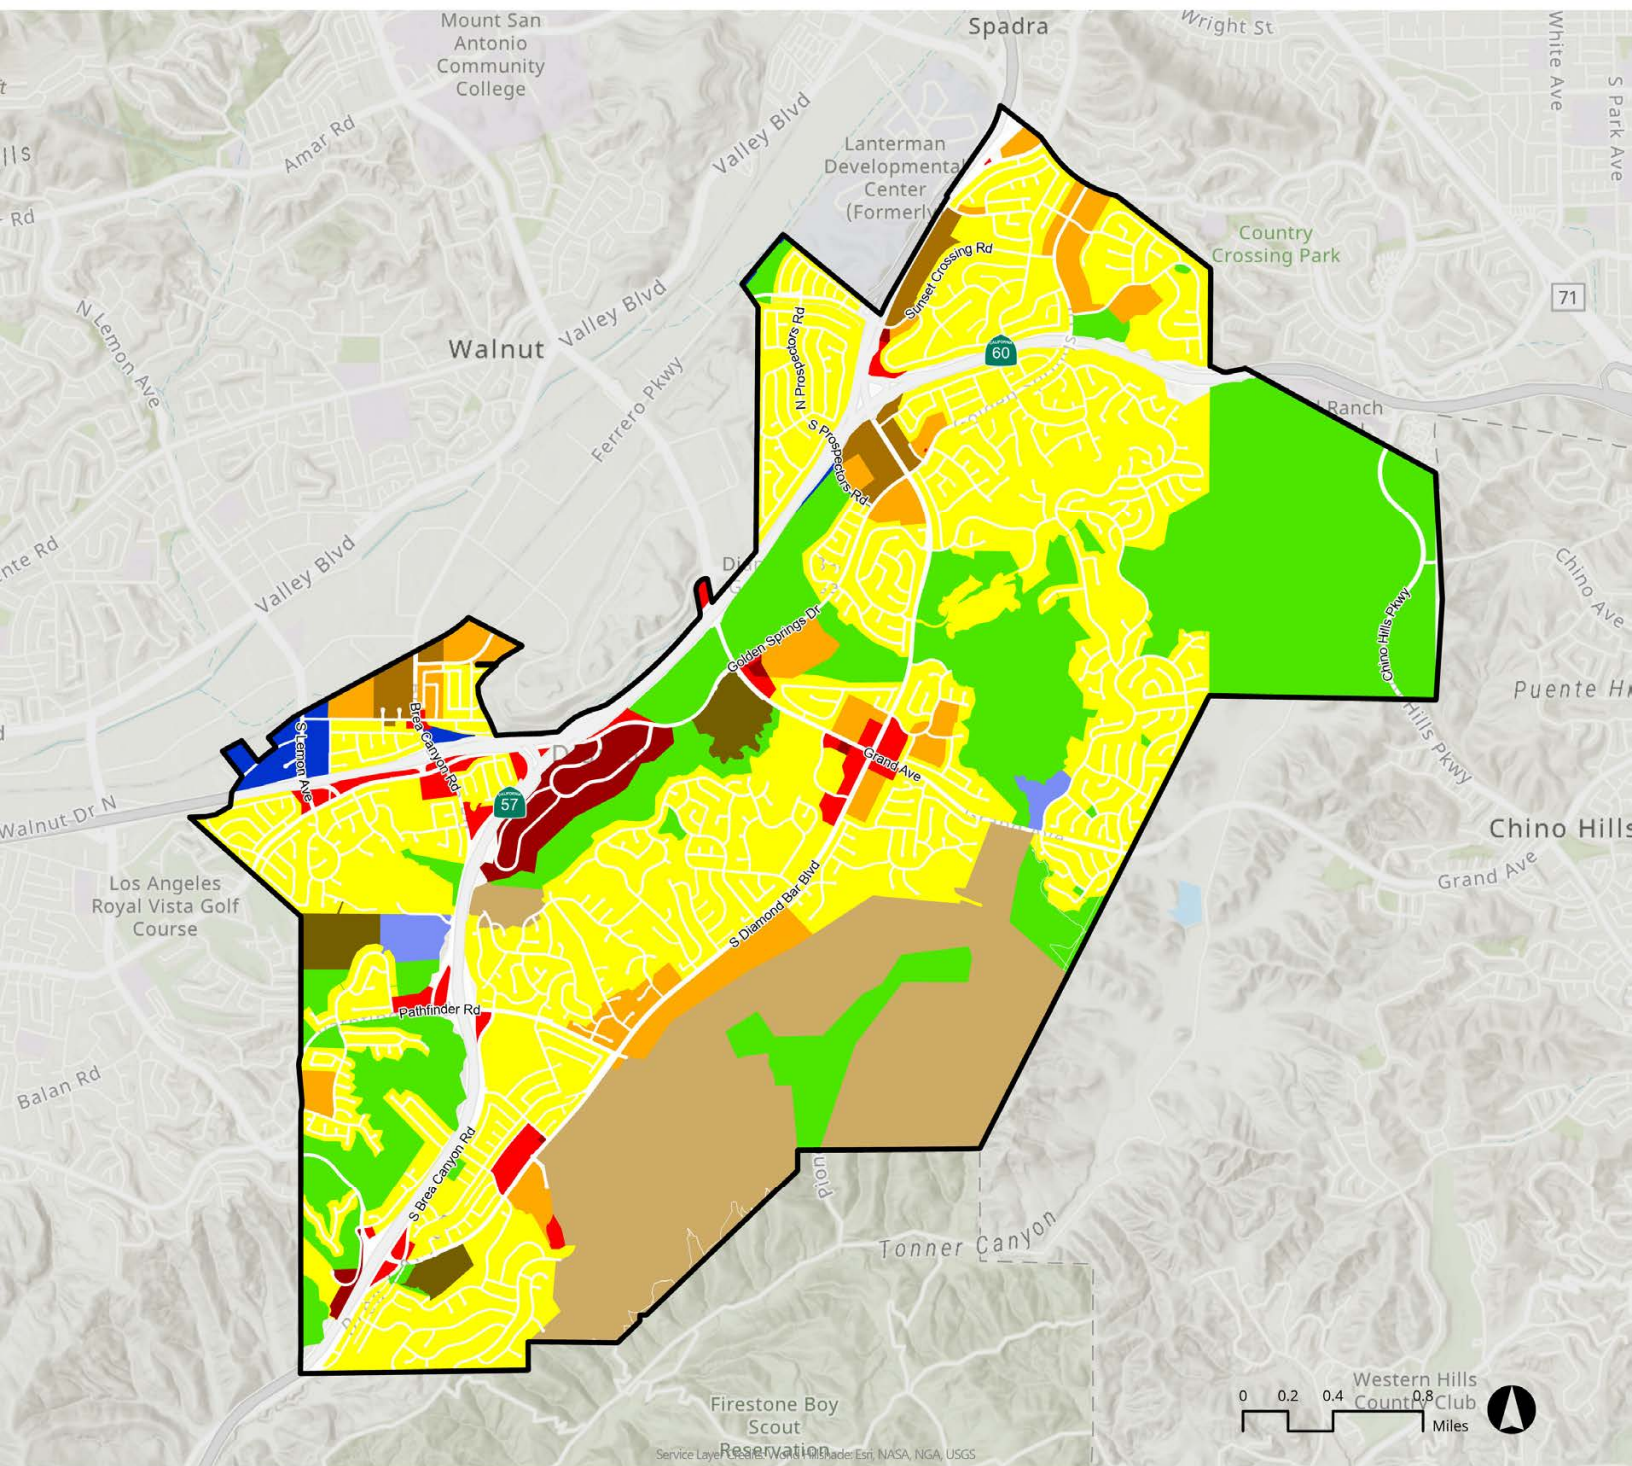 Mount San
Antonio
Community
College
Spadra
Wright St
White Ave
S Park Ave
Amar Rd
Valley Blvd
Lanterman
Developmental
Center
(Formerly
Country
Crossing Park
71
Rd
lls
N Lemon Ave
Valley Blvd
Walnut
Ferrero Pkwy
Sunset Crossing Rd
N Prospectors Rd
CALIFORNIA
60
Ranch
S Prospectors Rd
Valley Blvd
Chino Ave
Chino Hills Pkwy
Golden Springs Dr
Puente Hi
Hills Pkwy
S Lemon Ave
Brea Canyon Rd
Grand Ave
CALIFORNIA
57
Walnut Dr N
Chino Hills
Grand Ave
Los Angeles
Royal Vista Golf
Course
S Diamond Bar Blvd
Pathfinder Rd
Balan Rd
S Brea Canyon Rd
Tonner Canyon
Firestone Boy
Scout
Reservation
Western Hills
Country Club
0 0.2 0.4 0.8
Miles
Service Layer Credits: World Hillshade: Esri, NASA, NGA, USGS